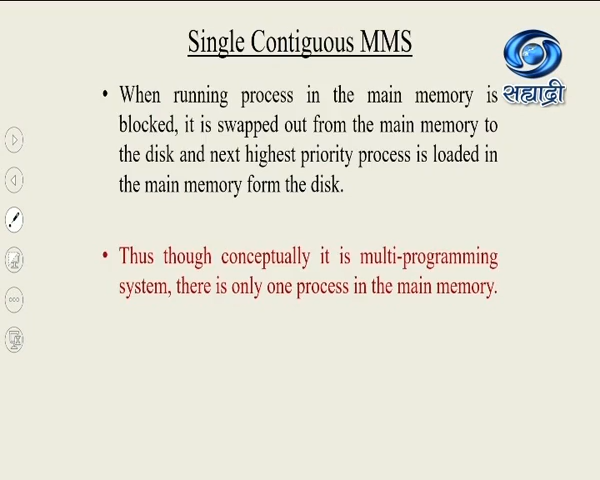 Single Contiguous MMS
सह्याद्री
• When running process in the main memory is
blocked, it is swapped out from the main memory to
the disk and next highest priority process is loaded in
the main memory form the disk.
• Thus though conceptually it is multi-programming
system, there is only one process in the main memory.